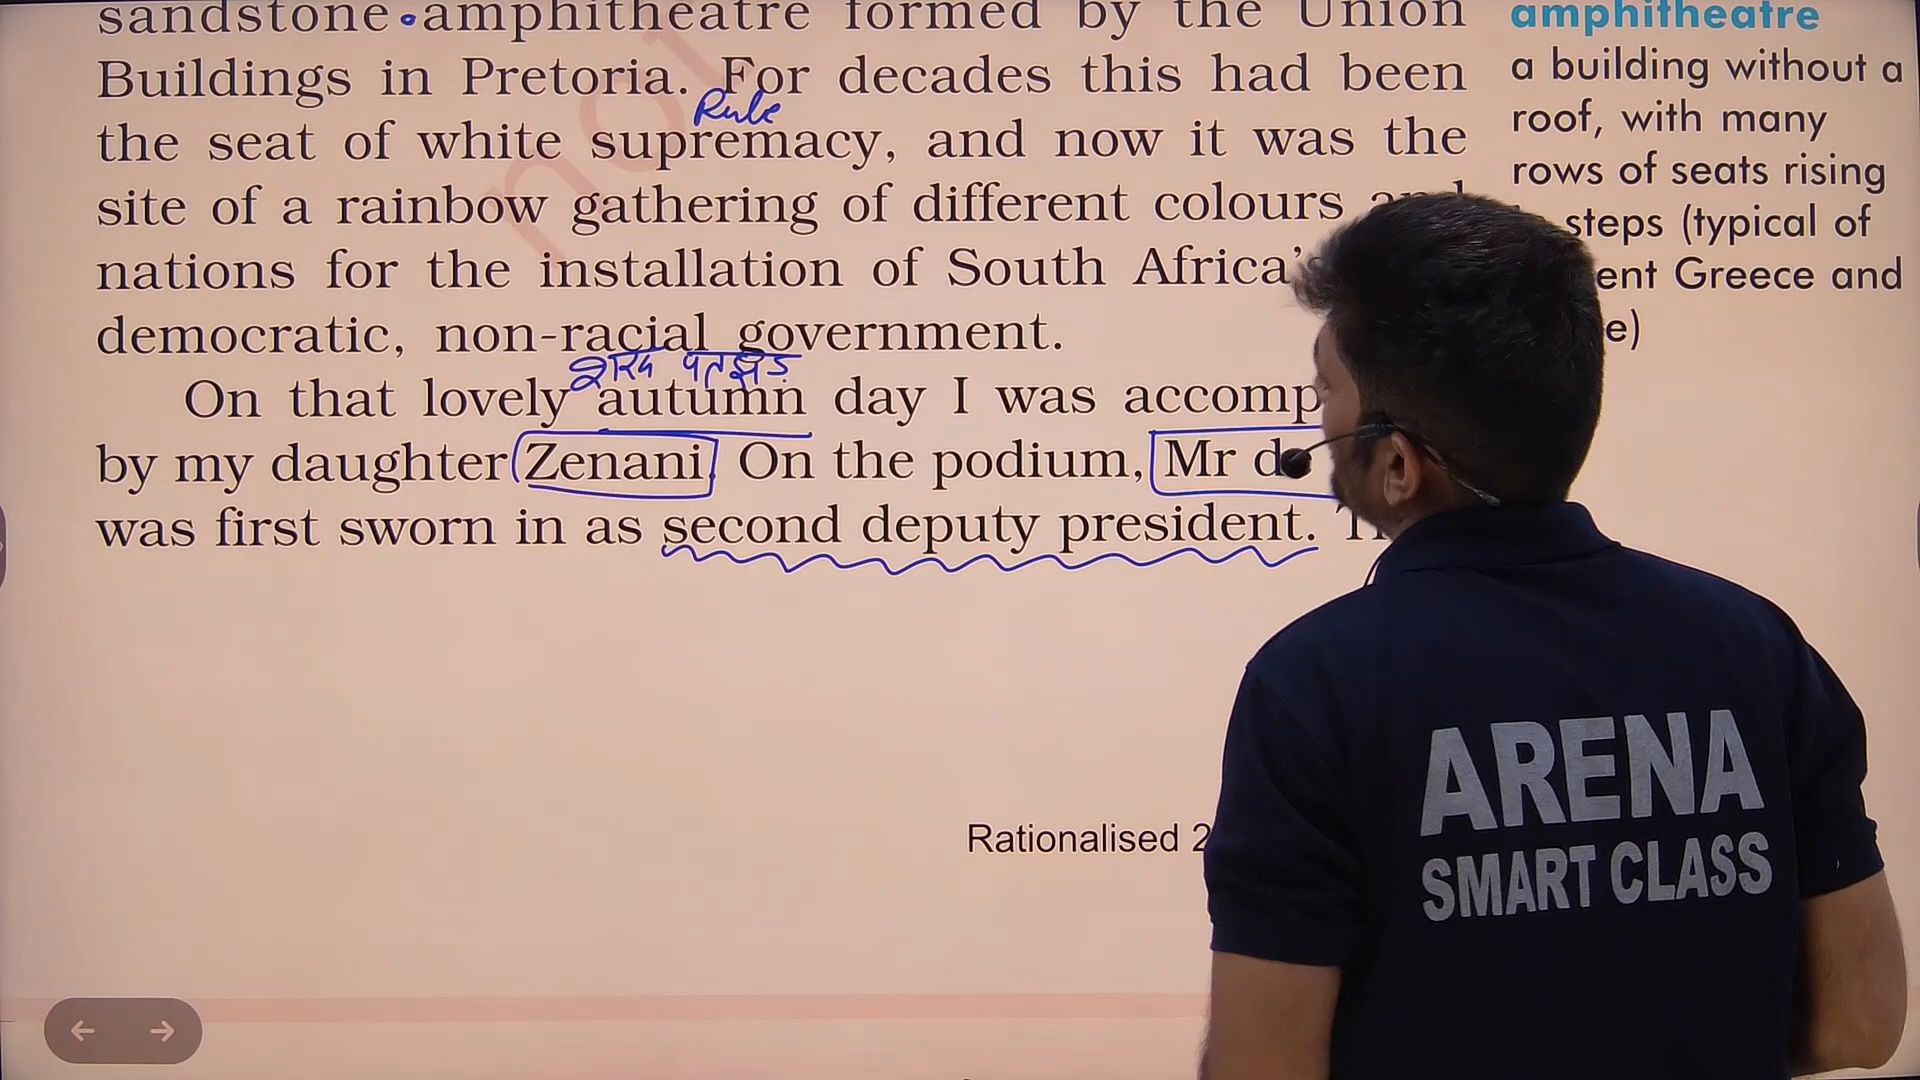 sandstone amphitheatre formed by the Union
Buildings in Pretoria. For decades this had been
Rule
the seat of white supremacy, and now it was the
site of a rainbow gathering of different colours
nations for the installation of South Africa's
democratic, non-racial government.
शरद पतझड़
On that lovely autumn day I was accomp
by my daughter Zenani. On the podium, Mr d
was first sworn in as second deputy president.
Rationalised 2
amphitheatre
a building without a
roof, with many
rows of seats rising
steps (typical of
ent Greece and
e)
not
ARENA
SMART CLASS